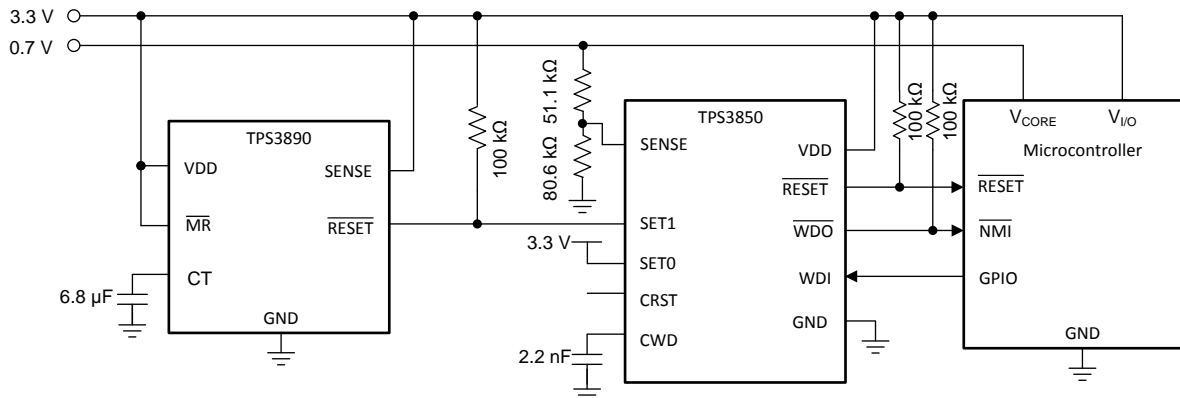 3.3 V
0.7 V
TPS3890
VDD
SENSE
MR
RESET
CT
6.8 µF
GND
100 kΩ
51.1 kΩ
80.6 kΩ
TPS3850
SENSE
VDD
RESET
SET1
WDO
3.3 V
SET0
WDI
CRST
GND
CWD
2.2 nF
100 kΩ
100 kΩ
VCORE
VI/O
Microcontroller
RESET
NMI
GPIO
GND